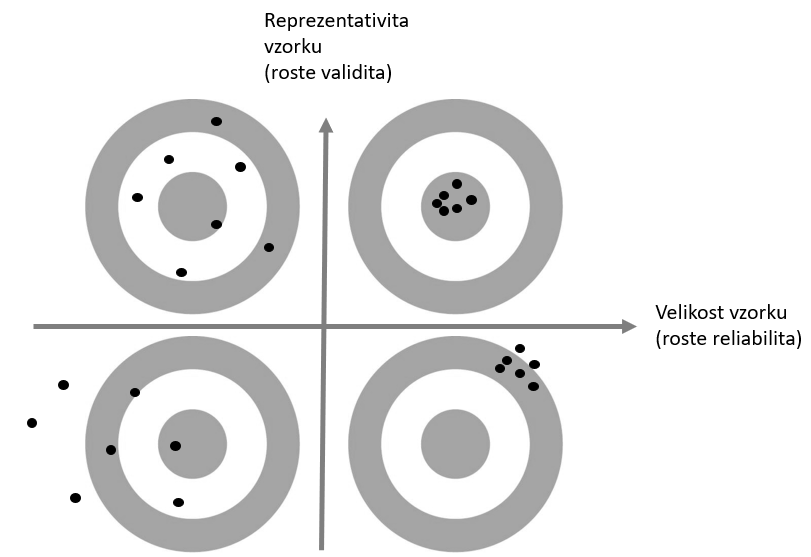 Reprezentativita
vzorku
(roste validita)
Velikost vzorku
(roste reliabilita)